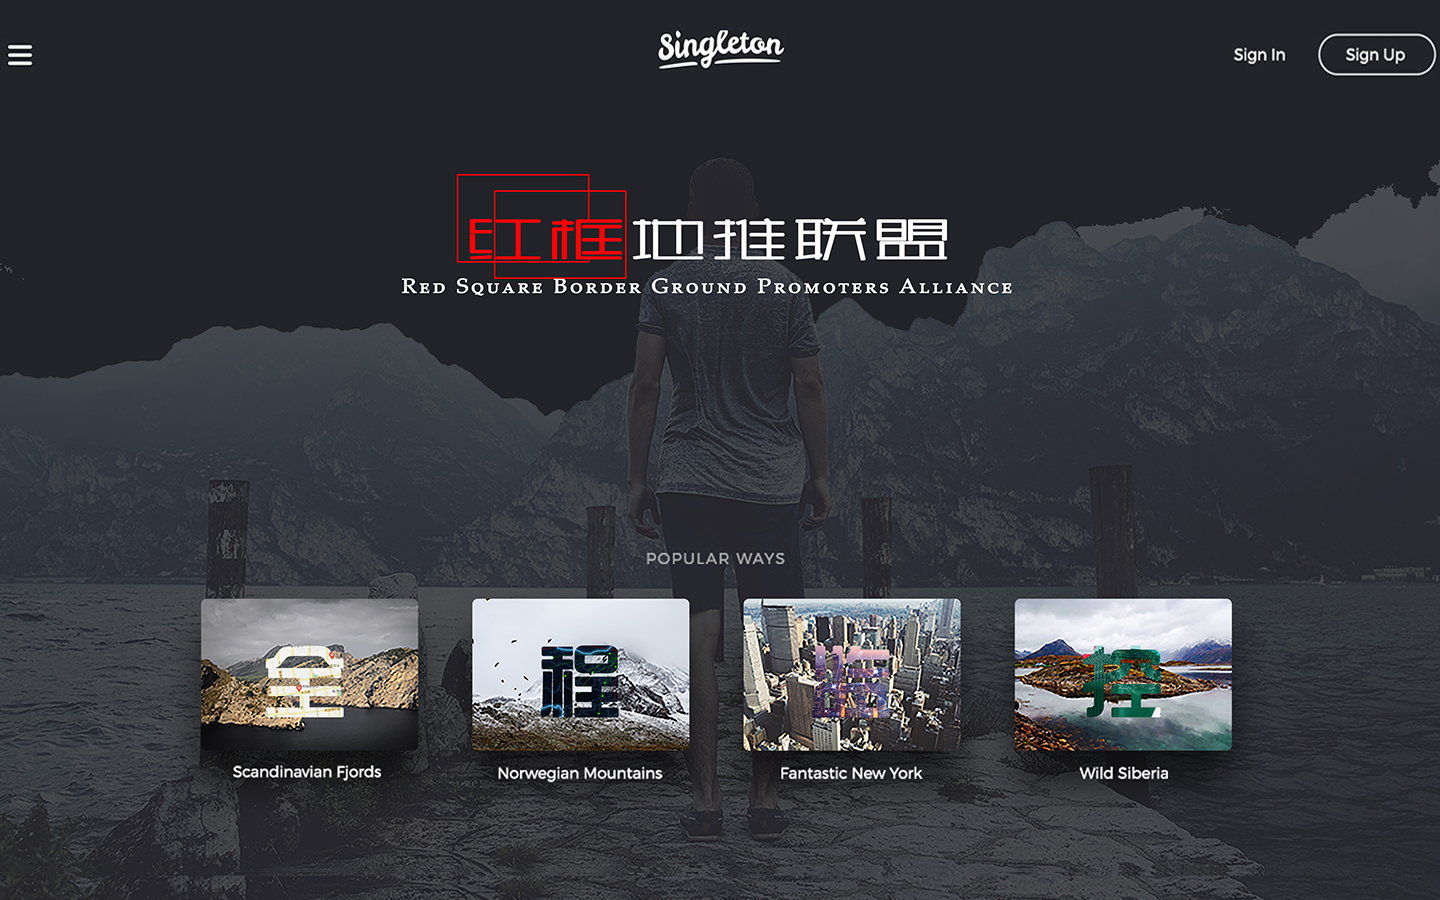 Singleton
Sign In
Sign Up
红框地推联盟
RED SQUARE BORDER GROUND PROMOTERS ALLIANCE
POPULAR WAYS
全 程 监 控
Scandinavian Fjords
Norwegian Mountains
Fantastic New York
Wild Siberia